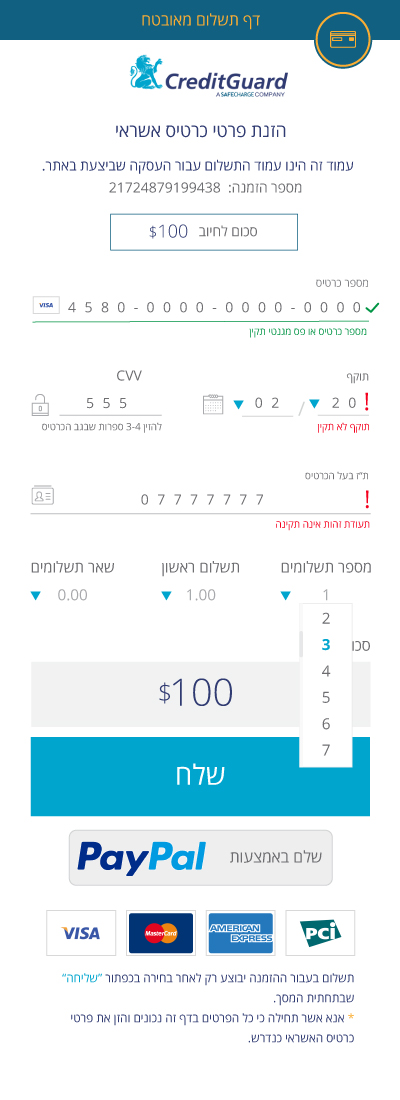 דף תשלום מאובטח
CreditGuard
A SAFECHARGE COMPANY
הזנת פרטי כרטיס אשראי
עמוד זה הינו עמוד התשלום עבור העסקה שביצעת באתר.
מספר הזמנה: 21724879199438
סכום לחיוב $100
מספר כרטיס
VISA 4580-0000-0000-0000
מספר כרטיס או פס מגנטי תקין
תוקף CVV
20 / 02 555
תוקף לא תקין להזין 3-4 ספרות שבגב הכרטיס
ת״ז בעל הכרטיס
07777777
תעודת זהות אינה תקינה
מספר תשלומים תשלום ראשון שאר תשלומים
1 1.00 0.00
2
3
סכו
4
5
6
7
$100
שלח
שלם באמצעות PayPal
VISA MasterCard AMERICAN EXPRESS PCI
תשלום בעבור ההזמנה יבוצע רק לאחר בחירה בכפתור “שליחה”
שבתחתית המסך.
* אנא אשר תחילה כי כל הפרטים בדף זה נכונים והזן את פרטי
כרטיס האשראי כנדרש.